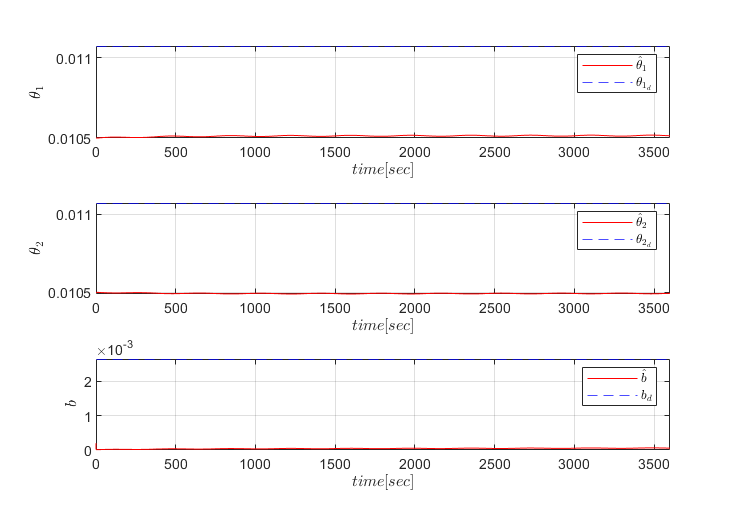 0.011
θ₁
θ̂₁
θ₁d
0.0105
0 500 1000 1500 2000 2500 3000 3500
time[sec]
0.011
θ₂
θ̂₂
θ₂d
0.0105
0 500 1000 1500 2000 2500 3000 3500
time[sec]
×10⁻³
2
b
b̂
b_d
1
0
0 500 1000 1500 2000 2500 3000 3500
time[sec]